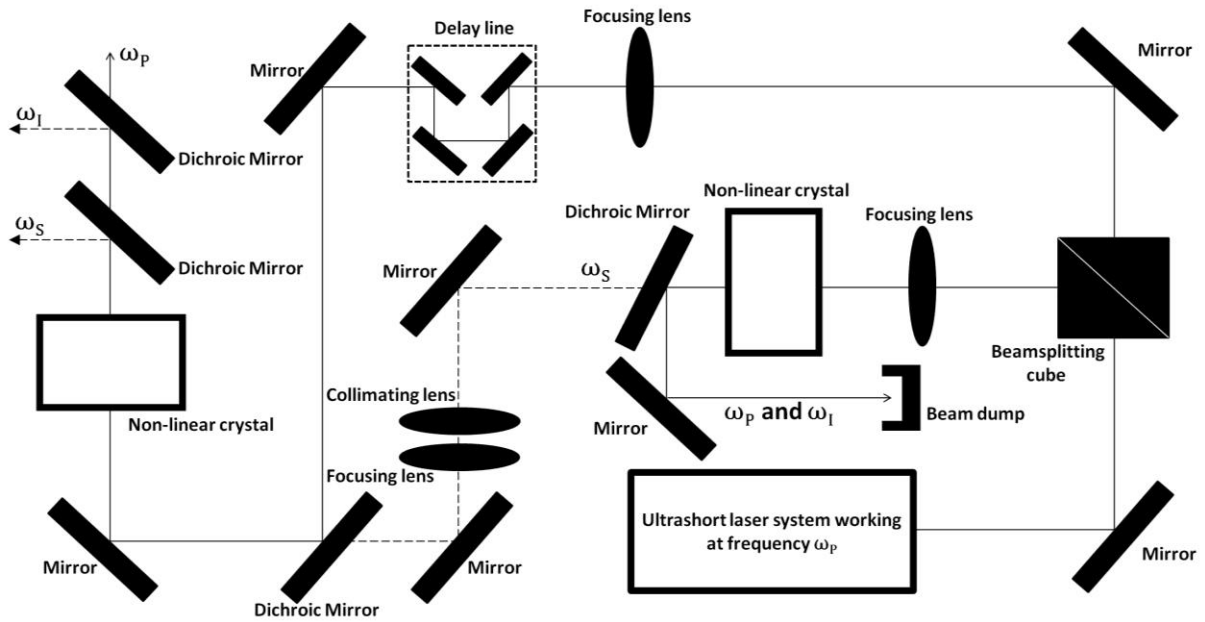 Focusing lens
Delay line
Mirror
Mirror
ωP
ωI
Dichroic Mirror
Non-linear crystal
Dichroic Mirror
Focusing lens
ωS
Mirror
ωS
Dichroic Mirror
Beamsplitting
cube
Collimating lens
ωP and ωI
Beam dump
Non-linear crystal
Mirror
Focusing lens
Ultrashort laser system working
at frequency ωP
Mirror
Mirror
Mirror
Dichroic Mirror